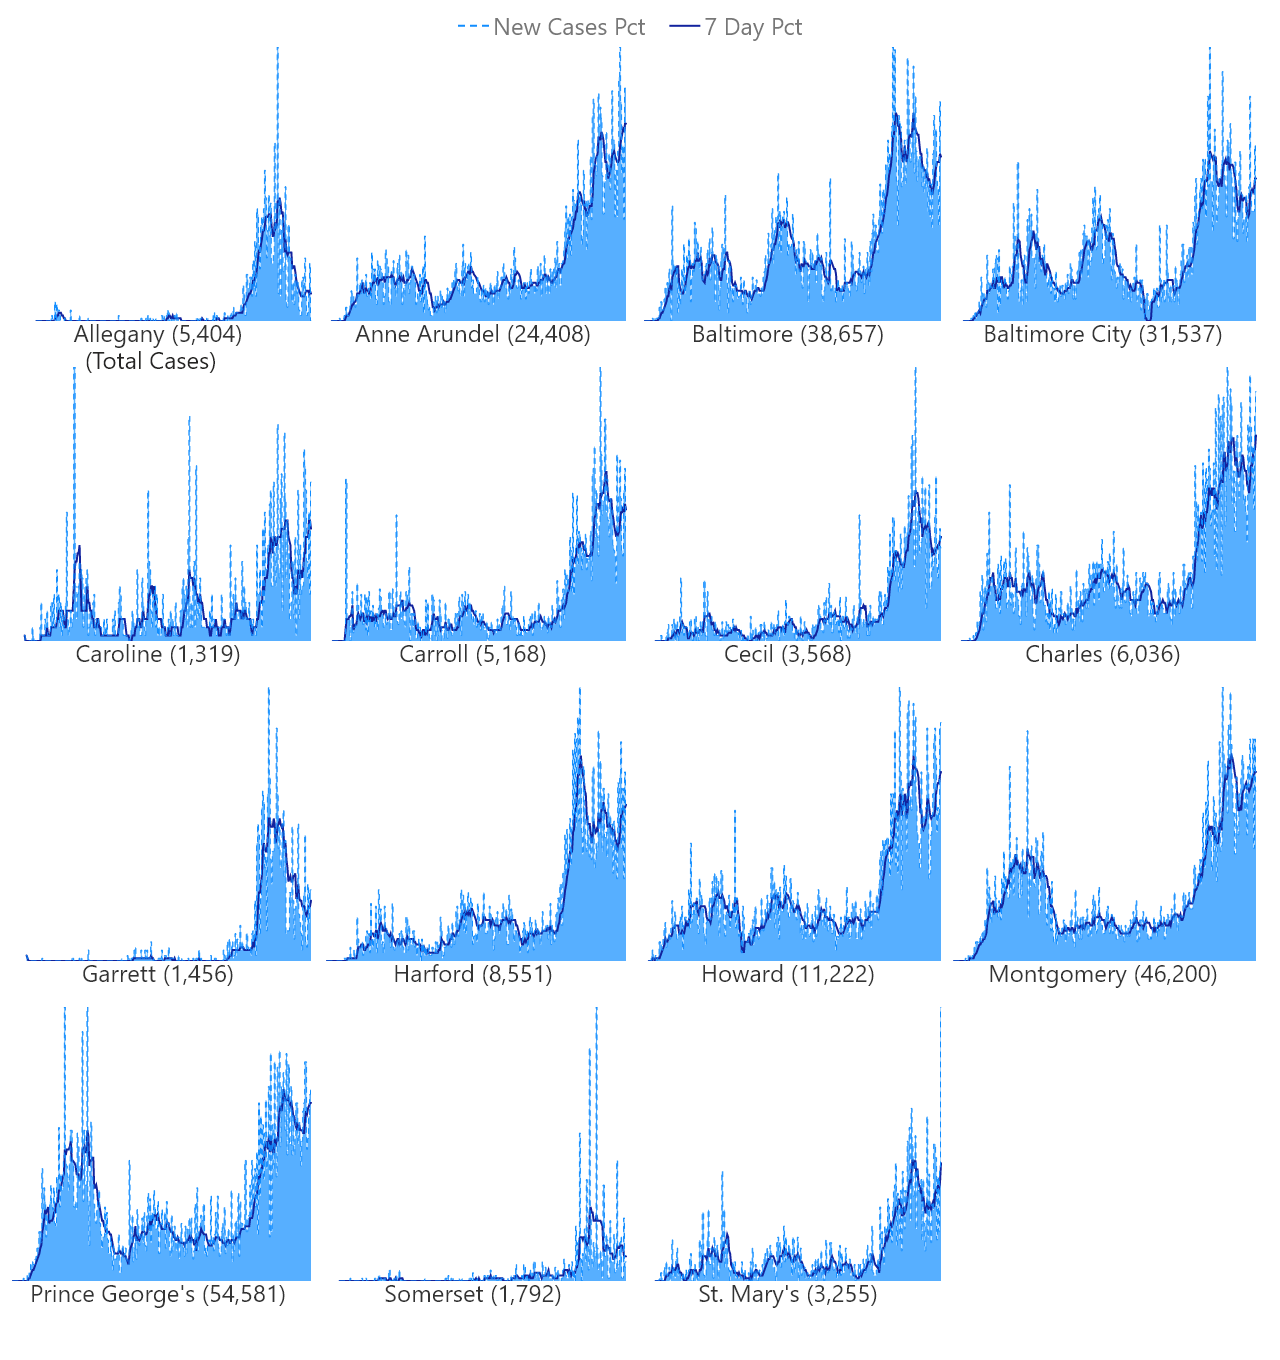 New Cases Pct 7 Day Pct
Allegany (5,404) Anne Arundel (24,408) Baltimore (38,657) Baltimore City (31,537)
(Total Cases)
Caroline (1,319) Carroll (5,168) Cecil (3,568) Charles (6,036)
Garrett (1,456) Harford (8,551) Howard (11,222) Montgomery (46,200)
Prince George's (54,581) Somerset (1,792) St. Mary's (3,255)